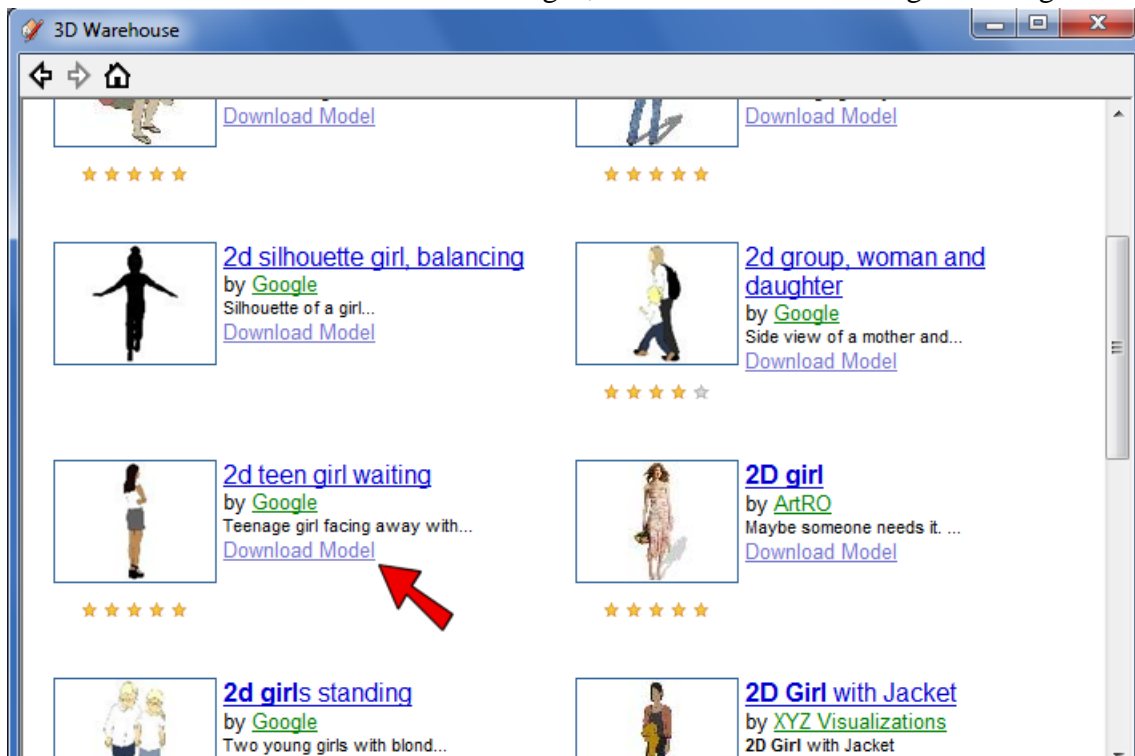 3D Warehouse
Download Model
Download Model
2d silhouette girl, balancing
by Google
Silhouette of a girl...
Download Model
2d group, woman and
daughter
by Google
Side view of a mother and...
Download Model
2d teen girl waiting
by Google
Teenage girl facing away with...
Download Model
2D girl
by ArtRO
Maybe someone needs it. ...
Download Model
2d girls standing
by Google
Two young girls with blond...
2D Girl with Jacket
by XYZ Visualizations
2D Girl with Jacket